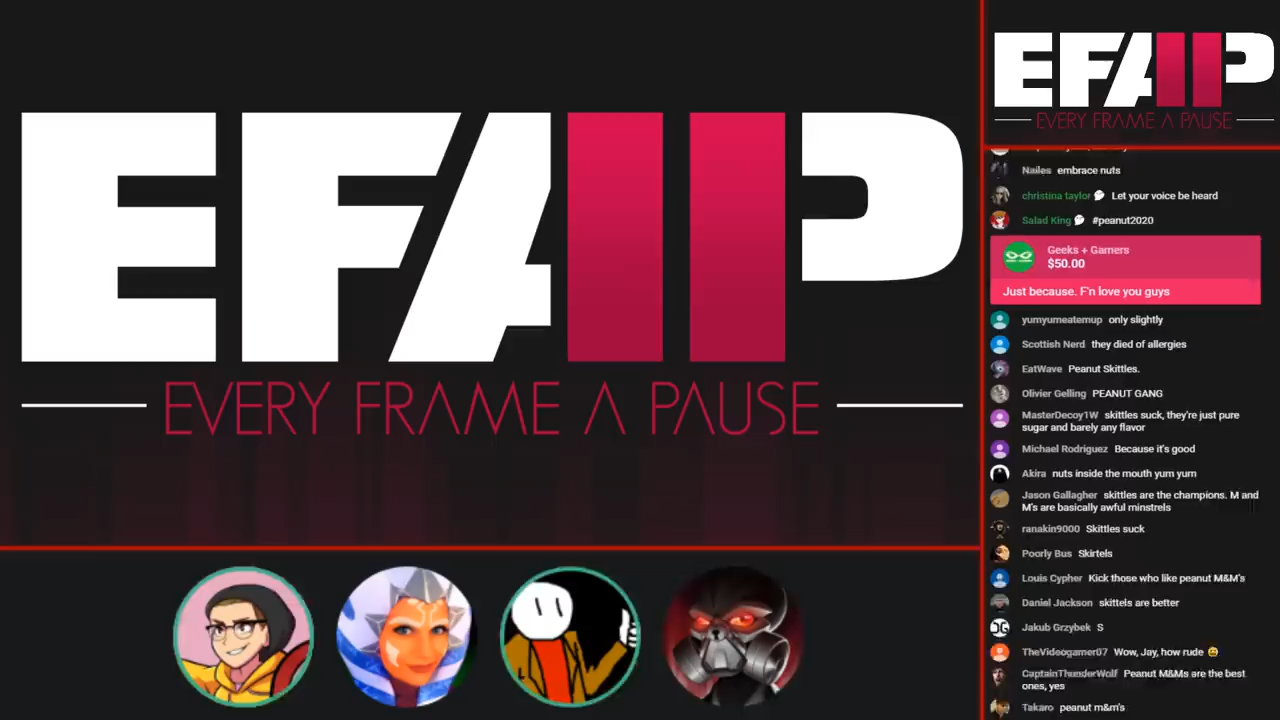 EFAP
EVERY FRAME A PAUSE
EFAP
EVERY FRAME A PAUSE
Nailes embrace nuts
christina taylor Let your voice be heard
Salad King #peanut2020
Geeks + Gamers
$50.00
Just because. F'n love you guys
yumyumeatemup only slightly
Scottish Nerd they died of allergies
EatWave Peanut Skittles.
Olivier Gelling PEANUT GANG
MasterDecoy1W skittles suck, they're just pure
sugar and barely any flavor
Michael Rodriguez Because it's good
Akira nuts inside the mouth yum yum
Jason Gallagher skittles are the champions. M and
M's are basically awful minstrels
ranakin9000 Skittles suck
Poorly Bus Skirtels
Louis Cypher Kick those who like peanut M&M's
Daniel Jackson skittels are better
Jakub Grzybek S
TheVideogamer07 Wow, Jay, how rude 😩
CaptainThunderWolf Peanut M&Ms are the best
ones, yes
Takaro peanut m&m's